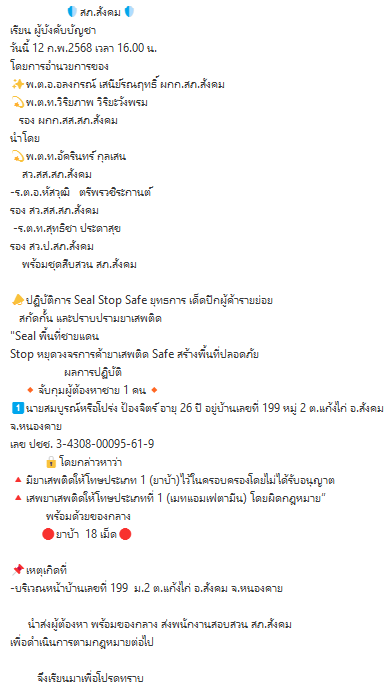 🛡️ สภ.สังคม 🛡️
เรียน ผู้บังคับบัญชา
วันนี้ 12 ก.พ.2568 เวลา 16.00 น.
โดยการอำนวยการของ
✨พ.ต.อ.อลงกรณ์ เสนีย์รณฤทธิ์ ผกก.สภ.สังคม
💫พ.ต.ท.วิริยภาพ วิริยะวังพรม
รอง ผกก.สส.สภ.สังคม
นำโดย
💫พ.ต.ท.อัครินทร์ กุลเสน
สว.สส.สภ.สังคม
-ร.ต.อ.หัสวุฒิ ตรีพรวชิระกานต์
รอง สว.สส.สภ.สังคม
-ร.ต.ท.สุทธิชา ประดาสุข
รอง สว.ป.สภ.สังคม
พร้อมชุดสืบสวน สภ.สังคม
📣ปฏิบัติการ Seal Stop Safe ยุทธการ เด็ดปีกผู้ค้ารายย่อย
สกัดกั้น และปราบปรามยาเสพติด
"Seal พื้นที่ชายแดน
Stop หยุดวงจรการค้ายาเสพติด Safe สร้างพื้นที่ปลอดภัย
ผลการปฏิบัติ
🔸จับกุมผู้ต้องหาชาย 1 คน🔸
1️⃣นายสมบูรณ์หรือโปร่ง ป้องจิตร์ อายุ 26 ปี อยู่บ้านเลขที่ 199 หมู่ 2 ต.แก้งไก่ อ.สังคม
จ.หนองคาย
เลข ปชช. 3-4308-00095-61-9
🔒โดยกล่าวหาว่า
🔺มียาเสพติดให้โทษประเภท 1 (ยาบ้า)ไว้ในครอบครองโดยไม่ได้รับอนุญาต
🔺เสพยาเสพติดให้โทษประเภทที่ 1 (เมทแอมเฟตามีน) โดยผิดกฎหมาย"
พร้อมด้วยของกลาง
🔴ยาบ้า 18 เม็ด🔴
📌เหตุเกิดที่
-บริเวณหน้าบ้านเลขที่ 199 ม.2 ต.แก้งไก่ อ.สังคม จ.หนองคาย
นำส่งผู้ต้องหา พร้อมของกลาง ส่งพนักงานสอบสวน สภ.สังคม
เพื่อดำเนินการตามกฎหมายต่อไป
จึงเรียนมาเพื่อโปรดทราบ